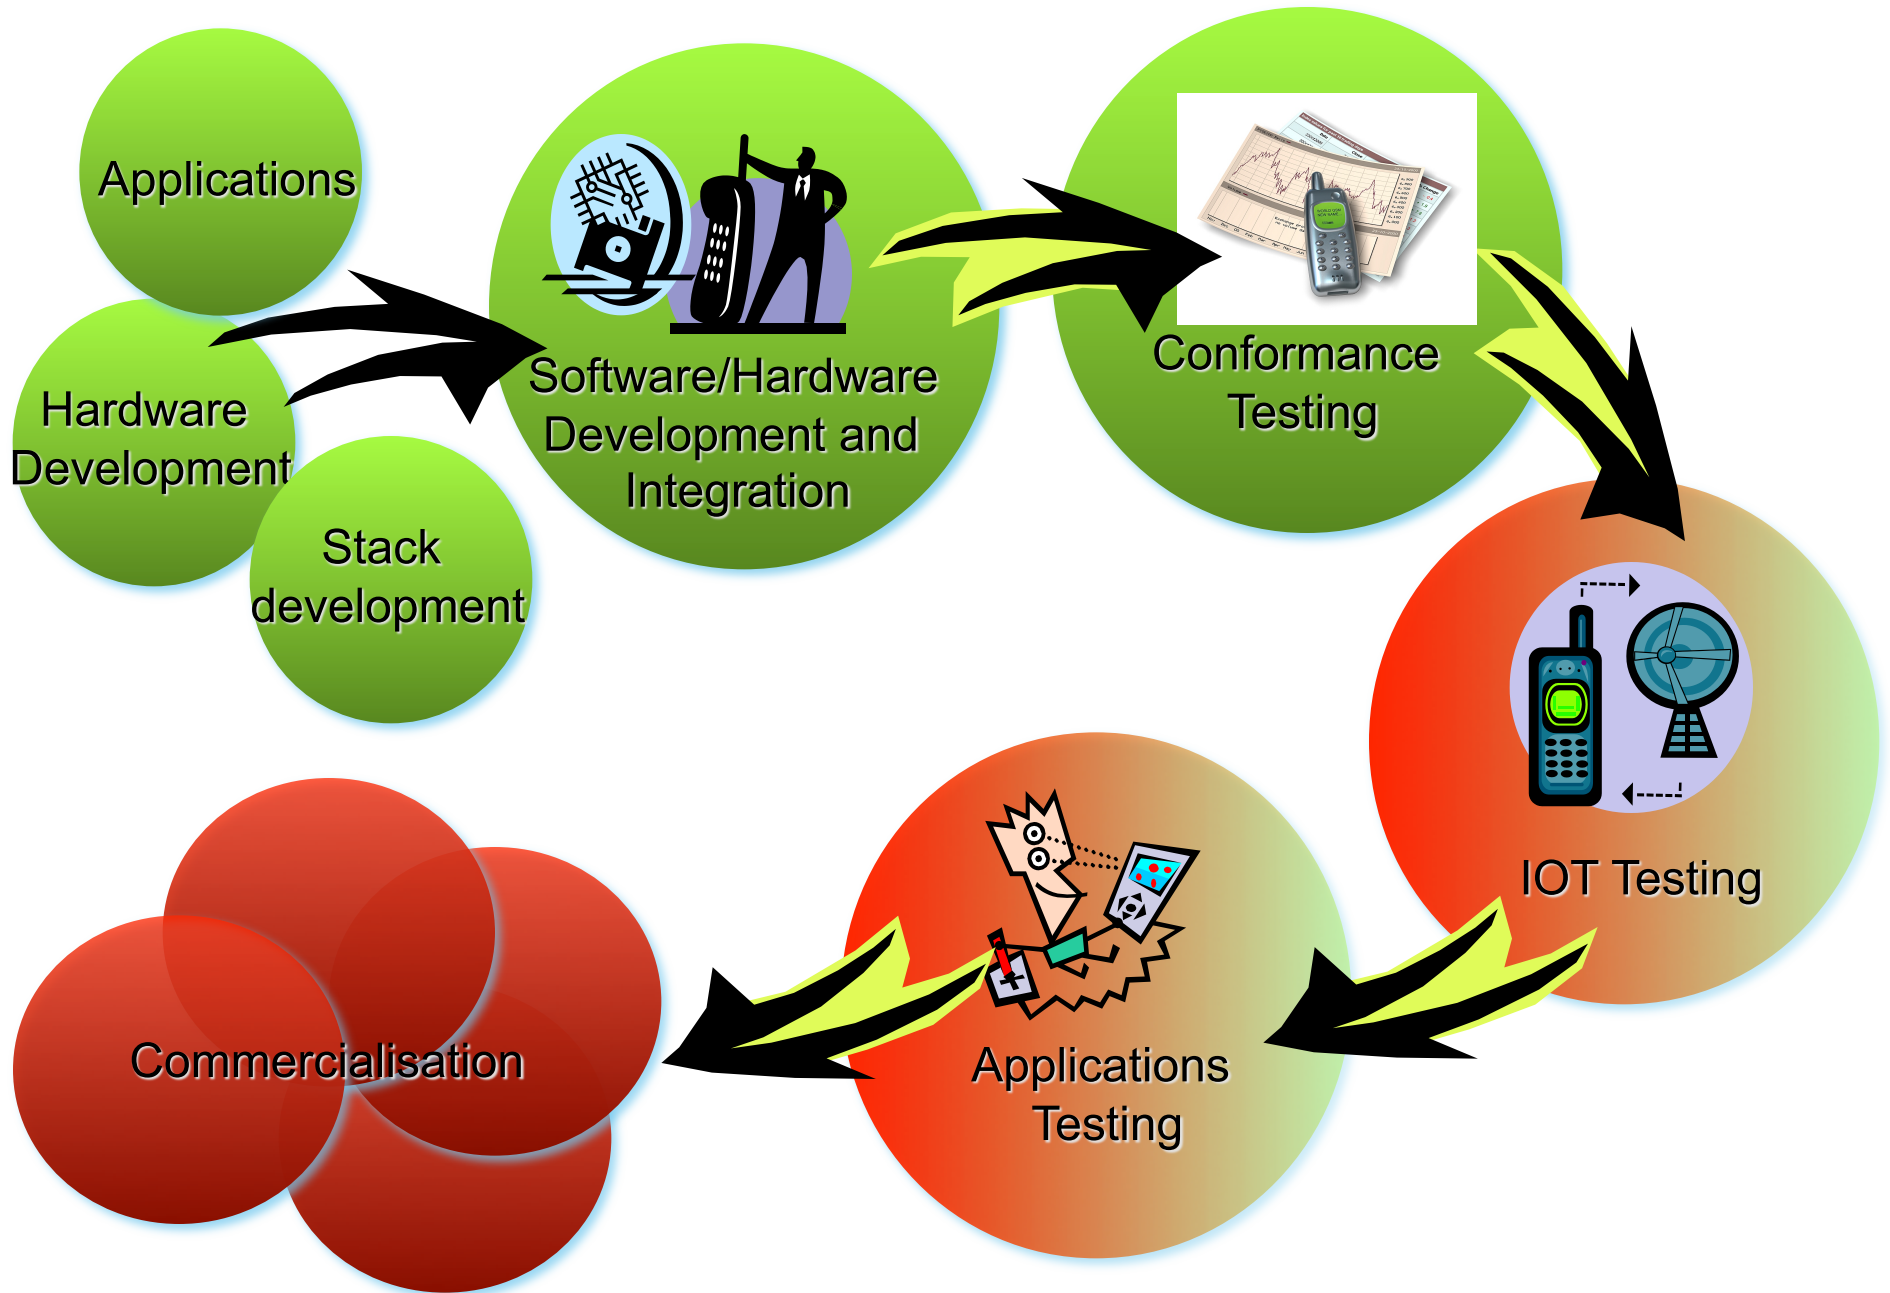 Applications
Hardware
Development
Stack
development
Software/Hardware
Development and
Integration
Conformance
Testing
IOT Testing
Applications
Testing
Commercialisation